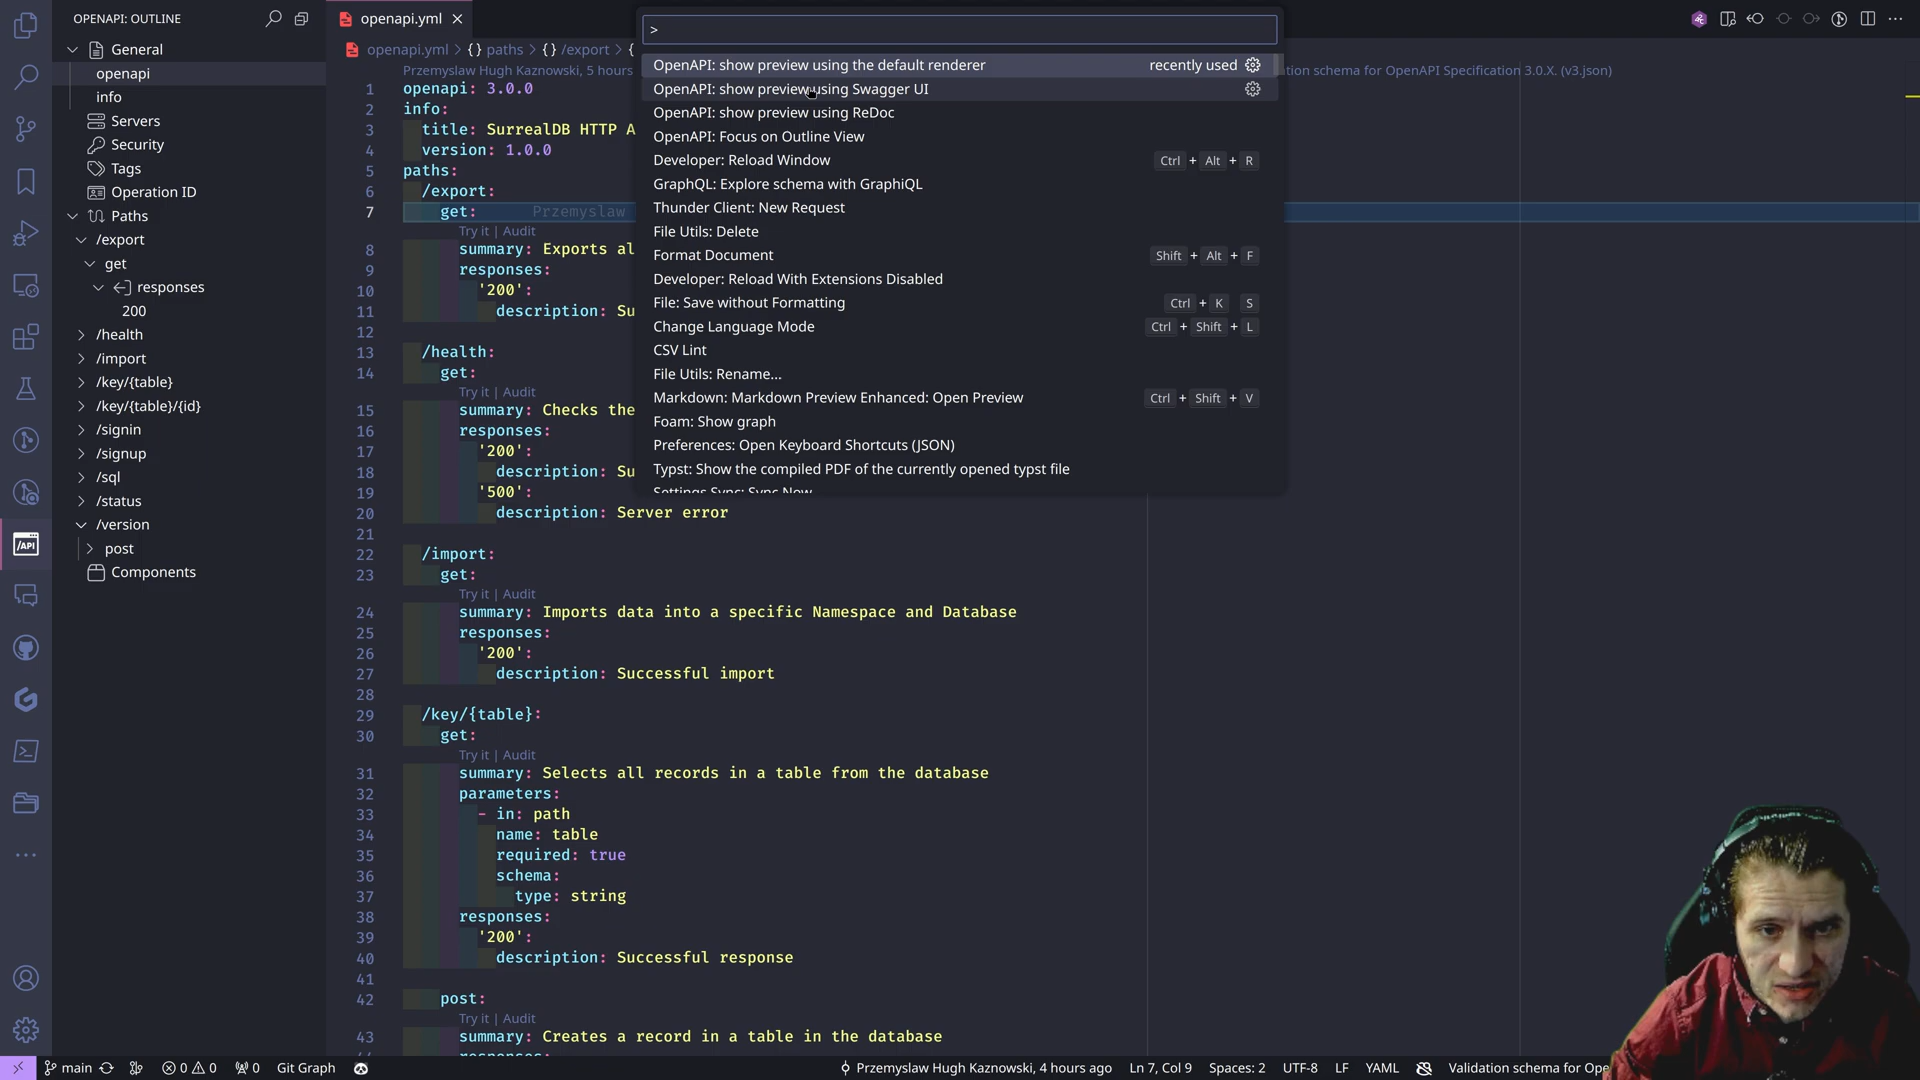 OPENAPI: OUTLINE
General
openapi
info
Servers
Security
Tags
Operation ID
Paths
/export
get
responses
200
/health
/import
/key/{table}
/key/{table}/{id}
/signin
/signup
/sql
/status
/version
post
Components
/API
openapi.yml
openapi.yml > {} paths > {} /export > {
Przemyslaw Hugh Kaznowski, 5 hours
tion schema for OpenAPI Specification 3.0.X. (v3.json)
>
OpenAPI: show preview using the default renderer recently used
OpenAPI: show preview using Swagger UI
OpenAPI: show preview using ReDoc
OpenAPI: Focus on Outline View
Developer: Reload Window Ctrl + Alt + R
GraphQL: Explore schema with GraphiQL
Thunder Client: New Request
File Utils: Delete
Format Document Shift + Alt + F
Developer: Reload With Extensions Disabled
File: Save without Formatting Ctrl + K S
Change Language Mode Ctrl + Shift + L
CSV Lint
File Utils: Rename...
Markdown: Markdown Preview Enhanced: Open Preview Ctrl + Shift + V
Foam: Show graph
Preferences: Open Keyboard Shortcuts (JSON)
Typst: Show the compiled PDF of the currently opened typst file
Settings Sync: Sync Now
1 openapi: 3.0.0
2 info:
3 title: SurrealDB HTTP A
4 version: 1.0.0
5 paths:
6 /export:
7 get: Przemyslaw
Try it | Audit
8 summary: Exports al
9 responses:
10 '200':
11 description: Su
12
13 /health:
14 get:
Try it | Audit
15 summary: Checks the
16 responses:
17 '200':
18 description: Su
19 '500':
20 description: Server error
21
22 /import:
23 get:
Try it | Audit
24 summary: Imports data into a specific Namespace and Database
25 responses:
26 '200':
27 description: Successful import
28
29 /key/{table}:
30 get:
Try it | Audit
31 summary: Selects all records in a table from the database
32 parameters:
33 - in: path
34 name: table
35 required: true
36 schema:
37 type: string
38 responses:
39 '200':
40 description: Successful response
41
42 post:
Try it | Audit
43 summary: Creates a record in a table in the database
main 0 0 0 Git Graph Przemyslaw Hugh Kaznowski, 4 hours ago Ln 7, Col 9 Spaces: 2 UTF-8 LF YAML Validation schema for Ope